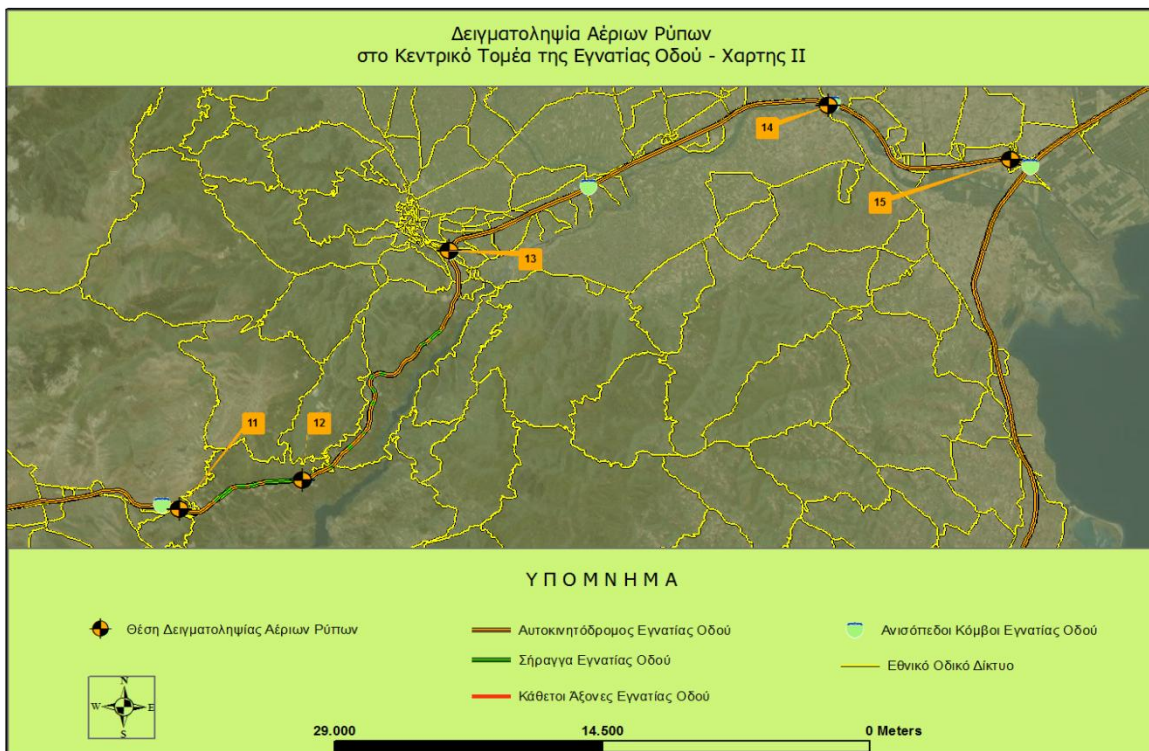 Δειγματοληψία Αέριων Ρύπων
στο Κεντρικό Τομέα της Εγνατίας Οδού - Χαρτης ΙΙ
14
15
13
11
12
Υ Π Ο Μ Ν Η Μ Α
Θέση Δειγματοληψίας Αέριων Ρύπων
Αυτοκινητόδρομος Εγνατίας Οδού
Ανισόπεδοι Κόμβοι Εγνατίας Οδού
Σήραγγα Εγνατίας Οδού
Εθνικό Οδικό Δίκτυο
Κάθετοι Άξονες Εγνατίας Οδού
N
W E
S
29.000 14.500 0 Meters